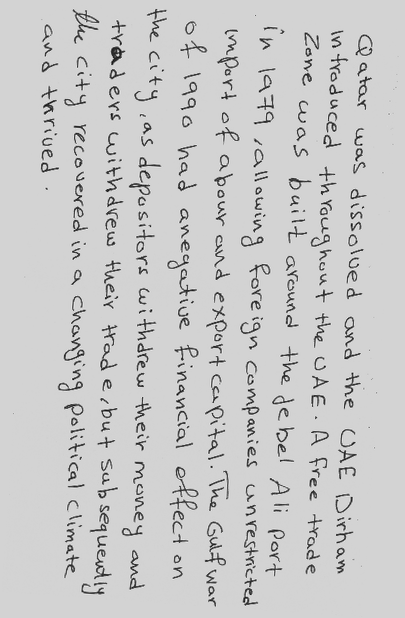 Qatar was dissolved and the UAE Dirham
introduced throughout the UAE. A free trade
Zone was built around the Jebel Ali port
in 1979, allowing foreign companies unrestricted
import of abour and export capital. The Gulf war
of 1990 had anegative financial effect on
the city, as depositors withdrew their money and
traders withdrew their trade, but subsequently
the city recovered in a changing political climate
and thrived.